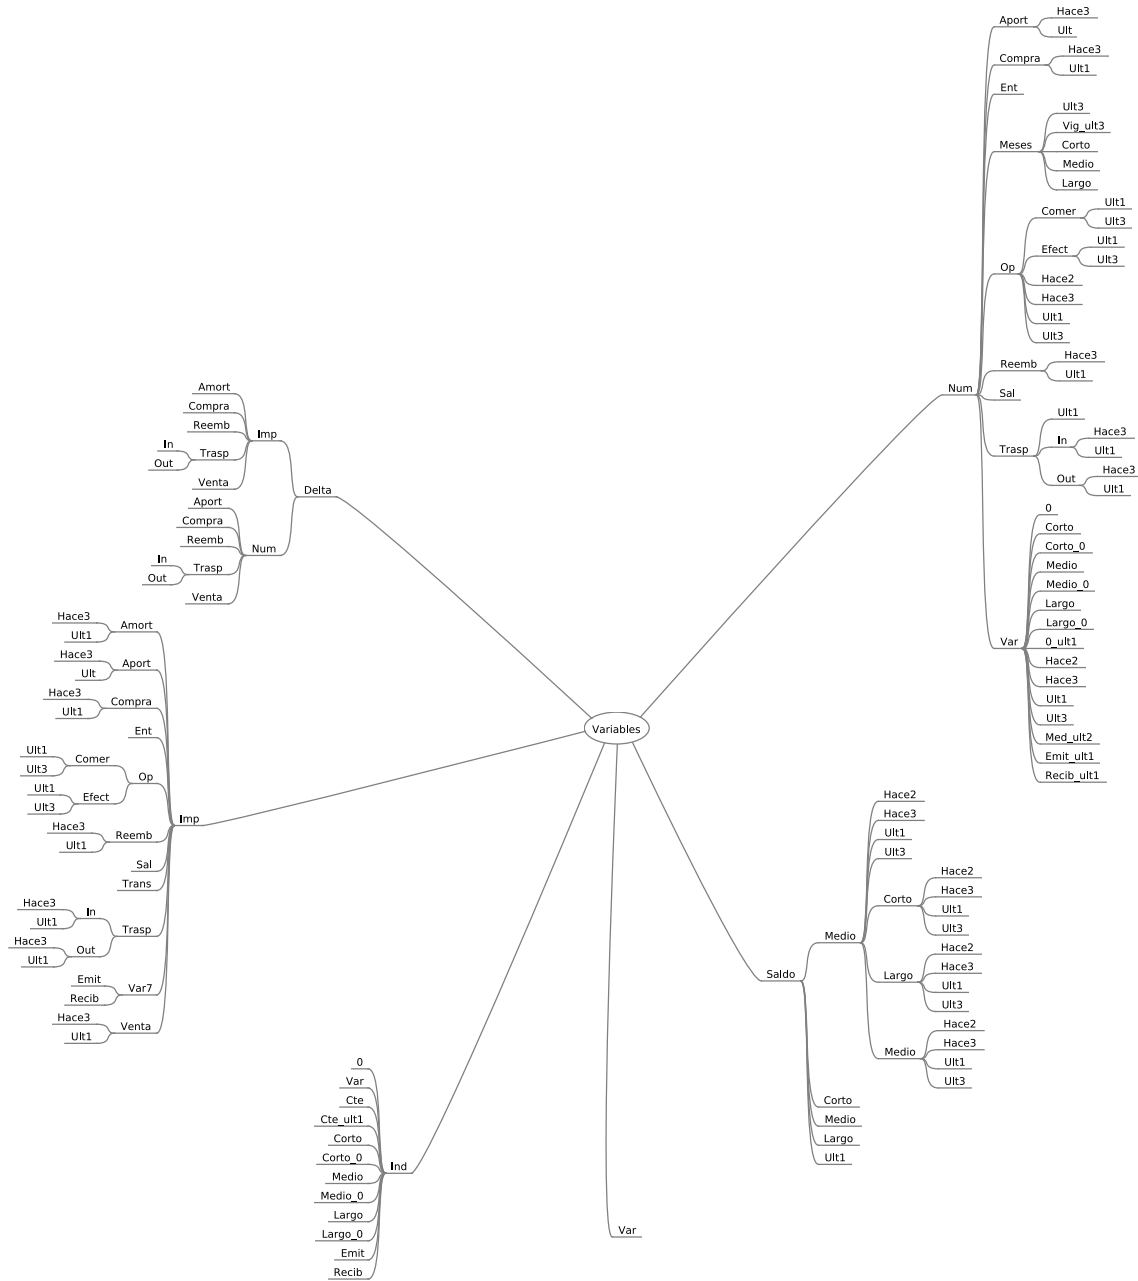 Variables
Num
Aport
Hace3
Ult
Compra
Hace3
Ult1
Ent
Meses
Ult3
Vig_ult3
Corto
Medio
Largo
Op
Comer
Ult1
Ult3
Efect
Ult1
Ult3
Hace2
Hace3
Ult1
Ult3
Reemb
Hace3
Ult1
Sal
Trasp
Ult1
In
Hace3
Ult1
Out
Hace3
Ult1
Var
0
Corto
Corto_0
Medio
Medio_0
Largo
Largo_0
0_ult1
Hace2
Hace3
Ult1
Ult3
Med_ult2
Emit_ult1
Recib_ult1
Saldo
Medio
Hace2
Hace3
Ult1
Ult3
Corto
Hace2
Hace3
Ult1
Ult3
Largo
Hace2
Hace3
Ult1
Ult3
Medio
Hace2
Hace3
Ult1
Ult3
Corto
Medio
Largo
Ult1
Var
Delta
Imp
Amort
Compra
Reemb
Trasp
In
Out
Venta
Num
Aport
Compra
Reemb
Trasp
In
Out
Venta
Imp
Amort
Hace3
Ult1
Aport
Hace3
Ult
Compra
Hace3
Ult1
Ent
Op
Comer
Ult1
Ult3
Efect
Ult1
Ult3
Reemb
Hace3
Ult1
Sal
Trans
Trasp
In
Hace3
Ult1
Out
Hace3
Ult1
Var7
Emit
Recib
Venta
Hace3
Ult1
Ind
0
Var
Cte
Cte_ult1
Corto
Corto_0
Medio
Medio_0
Largo
Largo_0
Emit
Recib